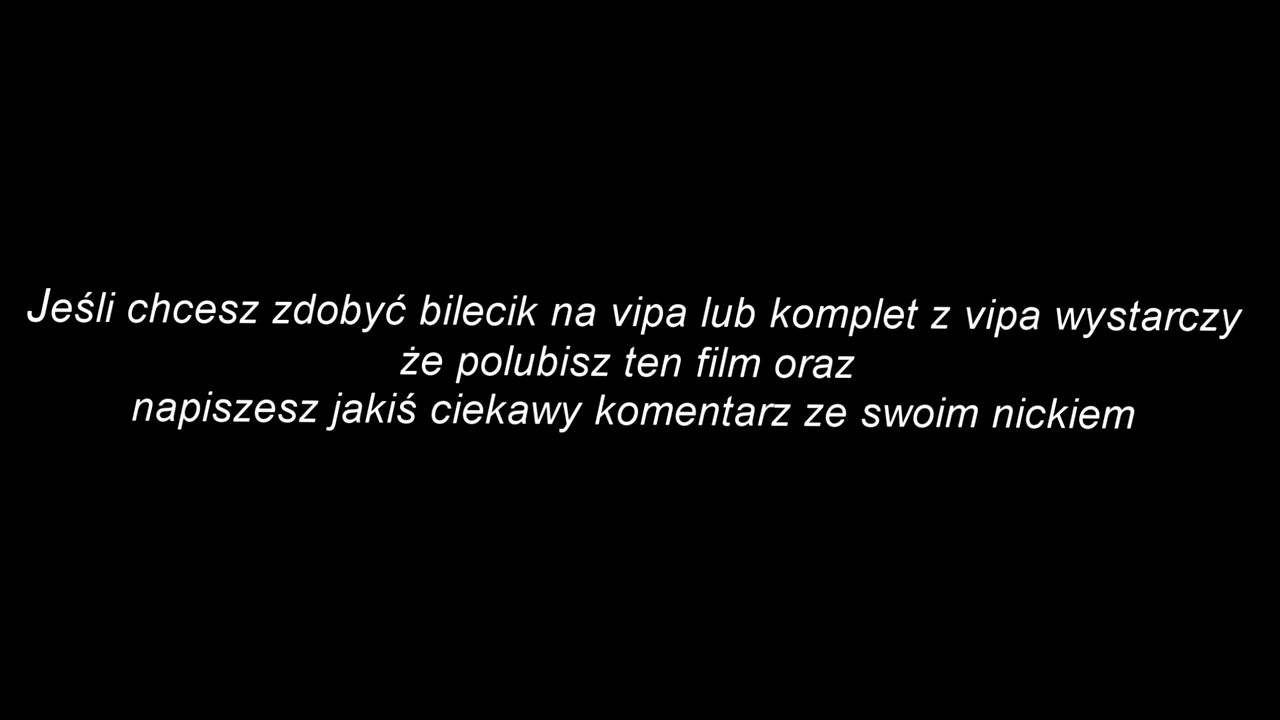 Jeśli chcesz zdobyć bilecik na vipa lub komplet z vipa wystarczy
że polubisz ten film oraz
napiszesz jakiś ciekawy komentarz ze swoim nickiem